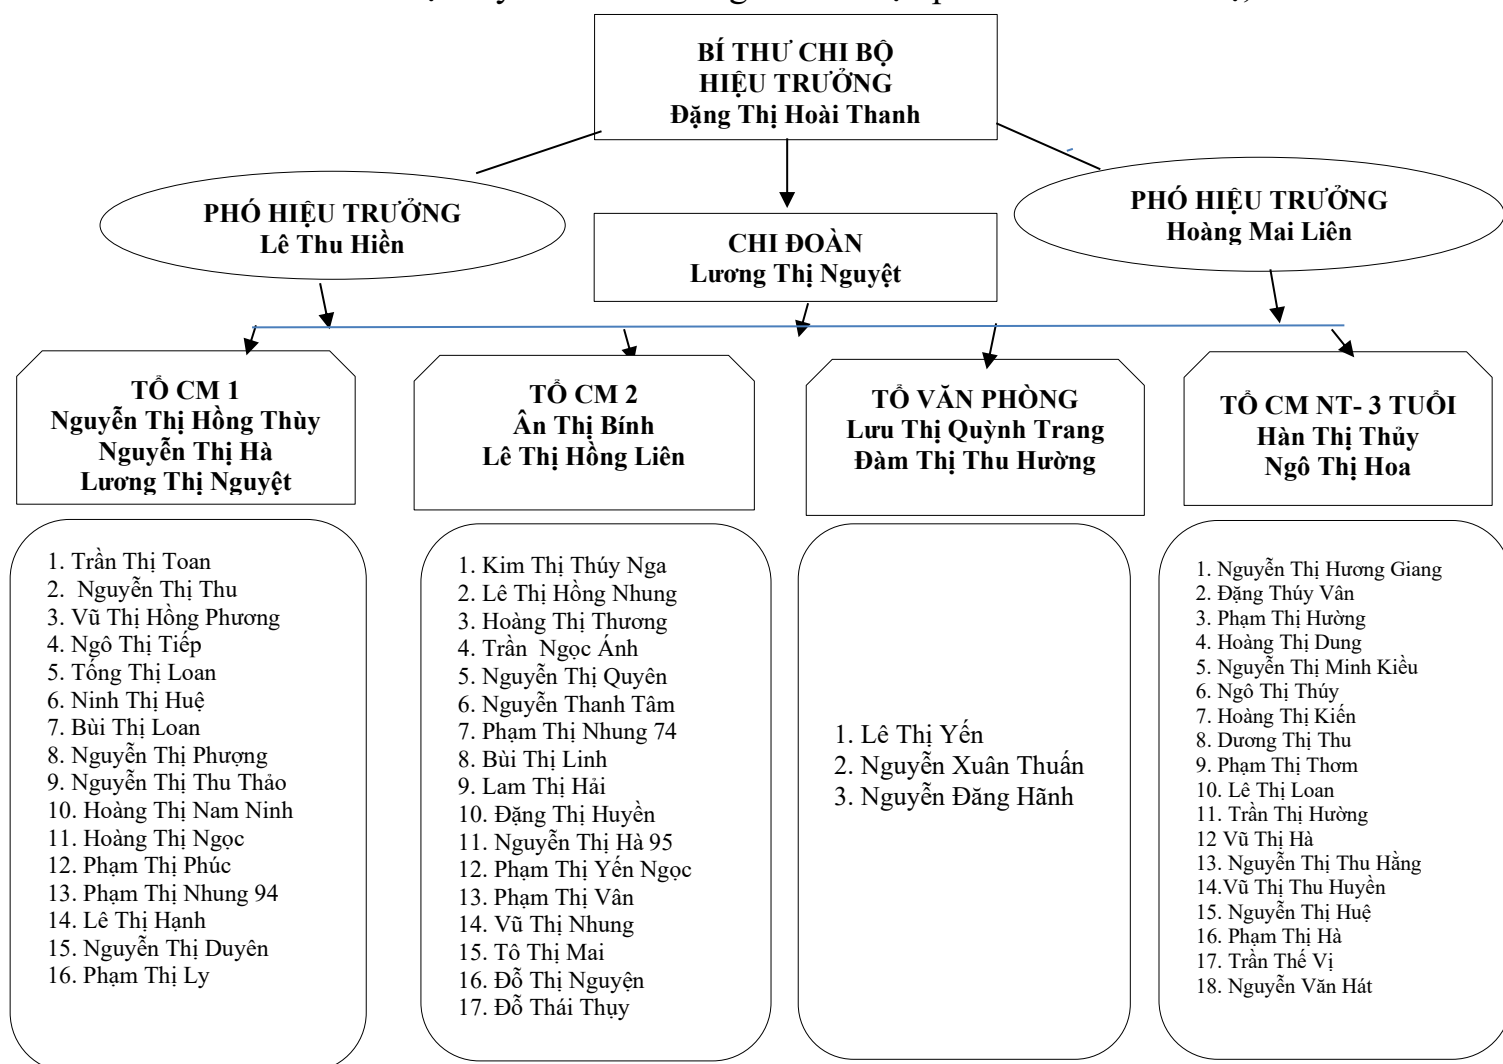 BÍ THƯ CHI BỘ
HIỆU TRƯỞNG
Đặng Thị Hoài Thanh
PHÓ HIỆU TRƯỞNG
Lê Thu Hiền
CHI ĐOÀN
Lương Thị Nguyệt
PHÓ HIỆU TRƯỞNG
Hoàng Mai Liên
TỔ CM 1
Nguyễn Thị Hồng Thùy
Nguyễn Thị Hà
Lương Thị Nguyệt
TỔ CM 2
Ân Thị Bính
Lê Thị Hồng Liên
TỔ VĂN PHÒNG
Lưu Thị Quỳnh Trang
Đàm Thị Thu Hường
TỔ CM NT- 3 TUỔI
Hàn Thị Thủy
Ngô Thị Hoa
1. Trần Thị Toan
2. Nguyễn Thị Thu
3. Vũ Thị Hồng Phương
4. Ngô Thị Tiếp
5. Tống Thị Loan
6. Ninh Thị Huệ
7. Bùi Thị Loan
8. Nguyễn Thị Phượng
9. Nguyễn Thị Thu Thảo
10. Hoàng Thị Nam Ninh
11. Hoàng Thị Ngọc
12. Phạm Thị Phúc
13. Phạm Thị Nhung 94
14. Lê Thị Hạnh
15. Nguyễn Thị Duyên
16. Phạm Thị Ly
1. Kim Thị Thúy Nga
2. Lê Thị Hồng Nhung
3. Hoàng Thị Thương
4. Trần Ngọc Ánh
5. Nguyễn Thị Quyên
6. Nguyễn Thanh Tâm
7. Phạm Thị Nhung 74
8. Bùi Thị Linh
9. Lam Thị Hải
10. Đặng Thị Huyền
11. Nguyễn Thị Hà 95
12. Phạm Thị Yến Ngọc
13. Phạm Thị Vân
14. Vũ Thị Nhung
15. Tô Thị Mai
16. Đỗ Thị Nguyện
17. Đỗ Thái Thụy
1. Lê Thị Yến
2. Nguyễn Xuân Thuấn
3. Nguyễn Đăng Hãnh
1. Nguyễn Thị Hương Giang
2. Đặng Thúy Vân
3. Phạm Thị Hường
4. Hoàng Thị Dung
5. Nguyễn Thị Minh Kiều
6. Ngô Thị Thúy
7. Hoàng Thị Kiến
8. Dương Thị Thu
9. Phạm Thị Thơm
10. Lê Thị Loan
11. Trần Thị Hường
12 Vũ Thị Hà
13. Nguyễn Thị Thu Hằng
14.Vũ Thị Thu Huyền
15. Nguyễn Thị Huệ
16. Phạm Thị Hà
17. Trần Thế Vị
18. Nguyễn Văn Hát